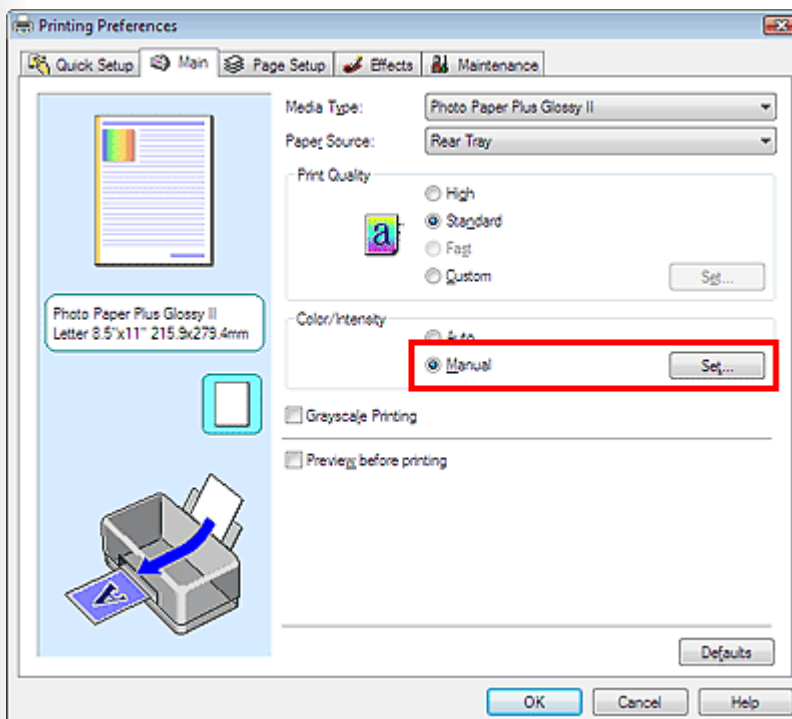 Printing Preferences
Quick Setup Main Page Setup Effects Maintenance
Media Type: Photo Paper Plus Glossy II
Paper Source: Rear Tray
Print Quality
High
a
Standard
Fast
Custom Set...
Photo Paper Plus Glossy II
Letter 8.5"x11" 215.9x279.4mm
Color/Intensity
Auto
Manual Set...
Grayscale Printing
Preview before printing
A
Defaults
OK Cancel Help